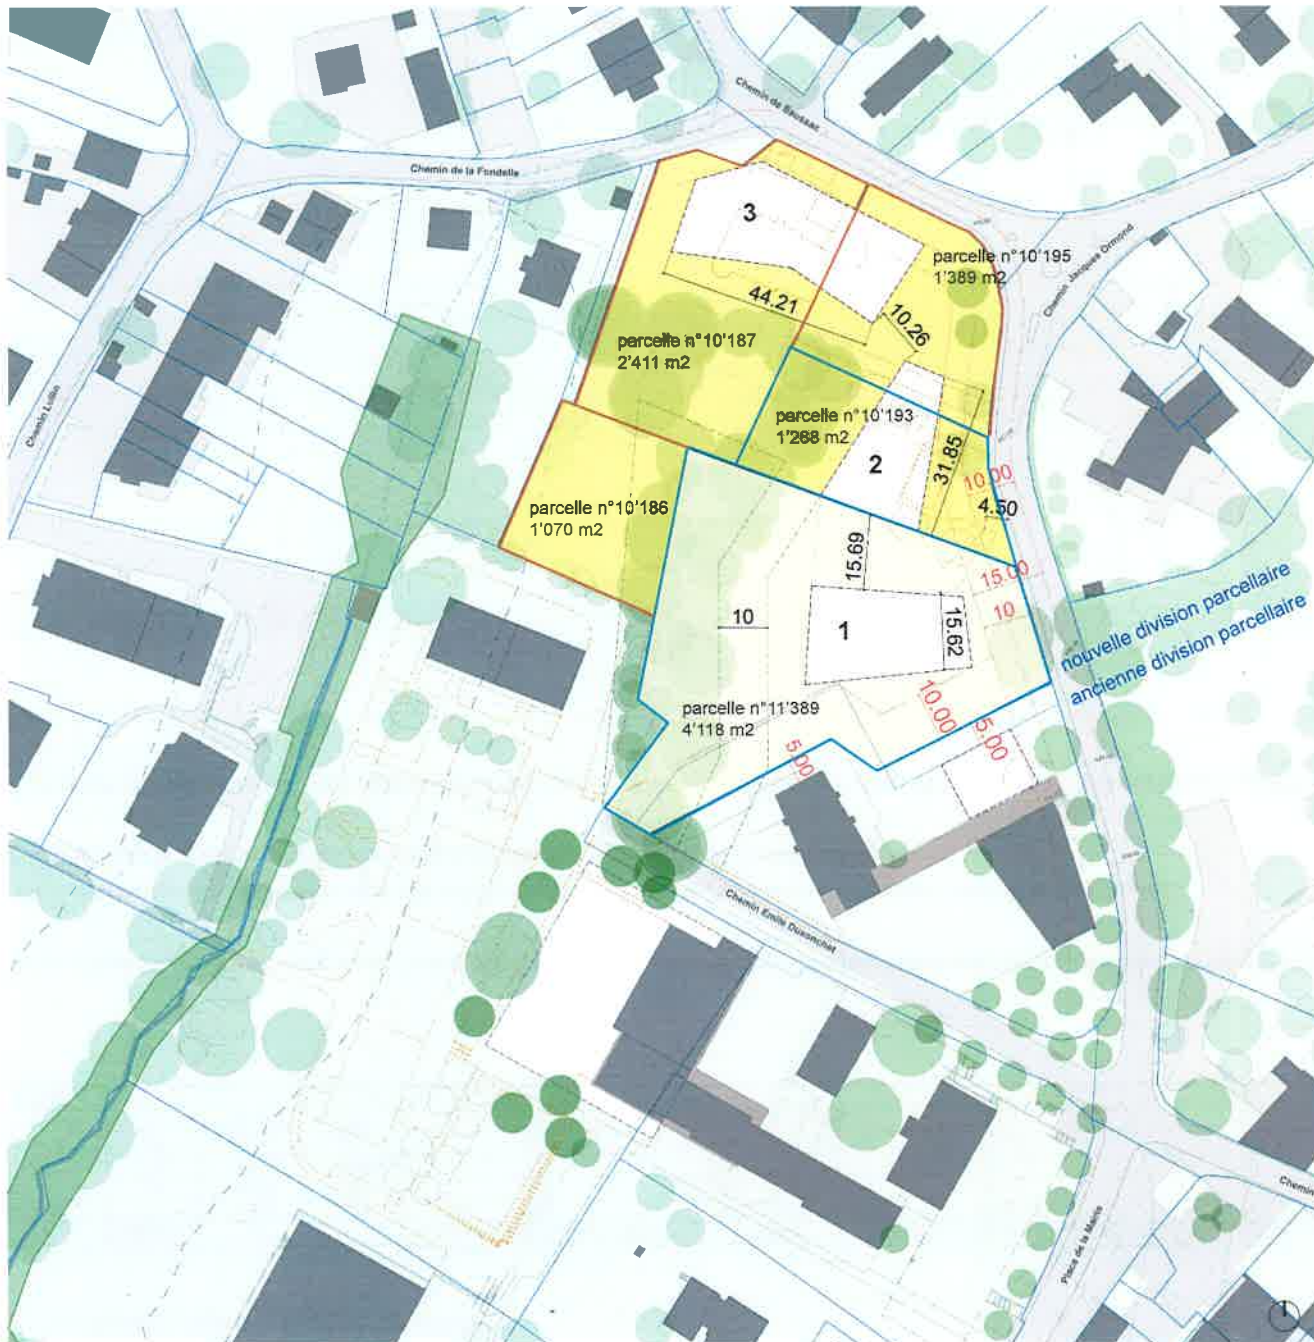 Chemin de Saussac
Chemin de la Fondelle
3
parcelle n°10'195
1'389 m2
Chemin Jacques Ormond
44.21
10.26
parcelle n°10'187
2'411 m2
Chemin Lullin
parcelle n°10'193
1'268 m2
2
31.85
10.00
4.50
parcelle n°10'186
1'070 m2
15.69
15.00
10
10
1
15.62
nouvelle division parcellaire
ancienne division parcellaire
parcelle n°11'389
4'118 m2
10.00
5.00
5.00
Chemin Emile Dusonchet
Chemin
Place de la Mairie